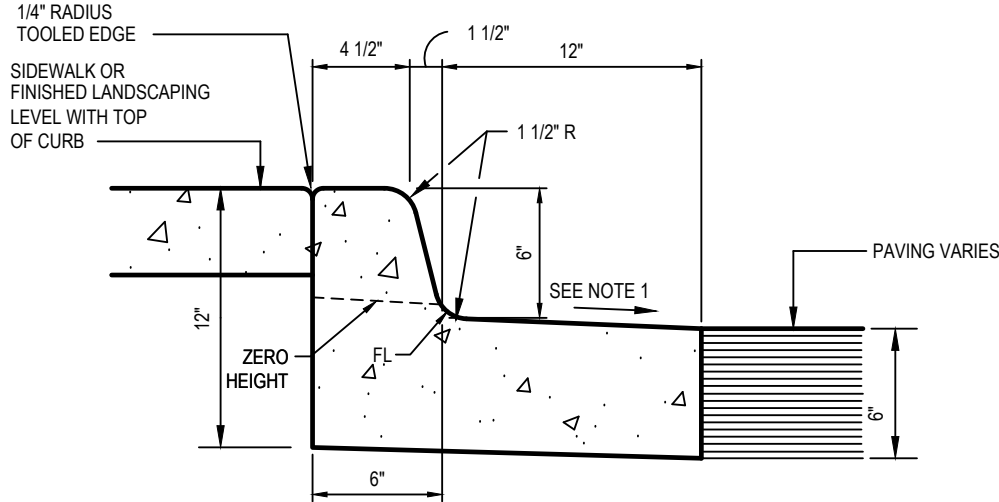 1/4" RADIUS
TOOLED EDGE
4 1/2"
1 1/2"
12"
SIDEWALK OR
FINISHED LANDSCAPING
LEVEL WITH TOP
OF CURB
1 1/2" R
6"
PAVING VARIES
SEE NOTE 1
12"
ZERO
HEIGHT
FL
6"
6"